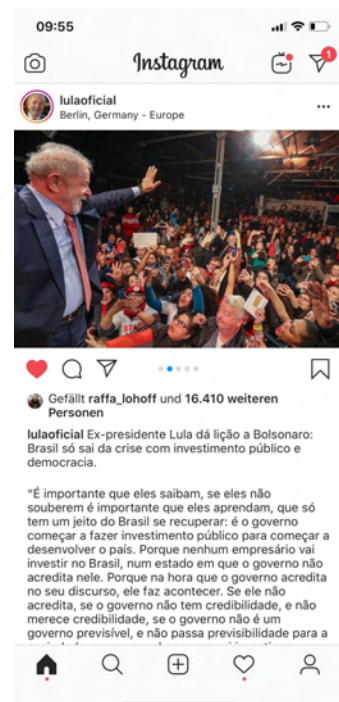 09:55
Instagram
1
lulaoficial
Berlin, Germany - Europe
Gefällt raffa_lohoff und 16.410 weiteren
Personen
lulaoficial Ex-presidente Lula dá lição a Bolsonaro:
Brasil só sai da crise com investimento público e
democracia.
"É importante que eles saibam, se eles não
souberem é importante que eles aprendam, que só
tem um jeito do Brasil se recuperar: é o governo
começar a fazer investimento público para começar a
desenvolver o país. Porque nenhum empresário vai
investir no Brasil, num estado em que o governo não
acredita nele. Porque na hora que o governo acredita
no seu discurso, ele faz acontecer. Se ele não
acredita, se o governo não tem credibilidade, e não
merece credibilidade, se o governo não é um
governo previsível, e não passa previsibilidade para a